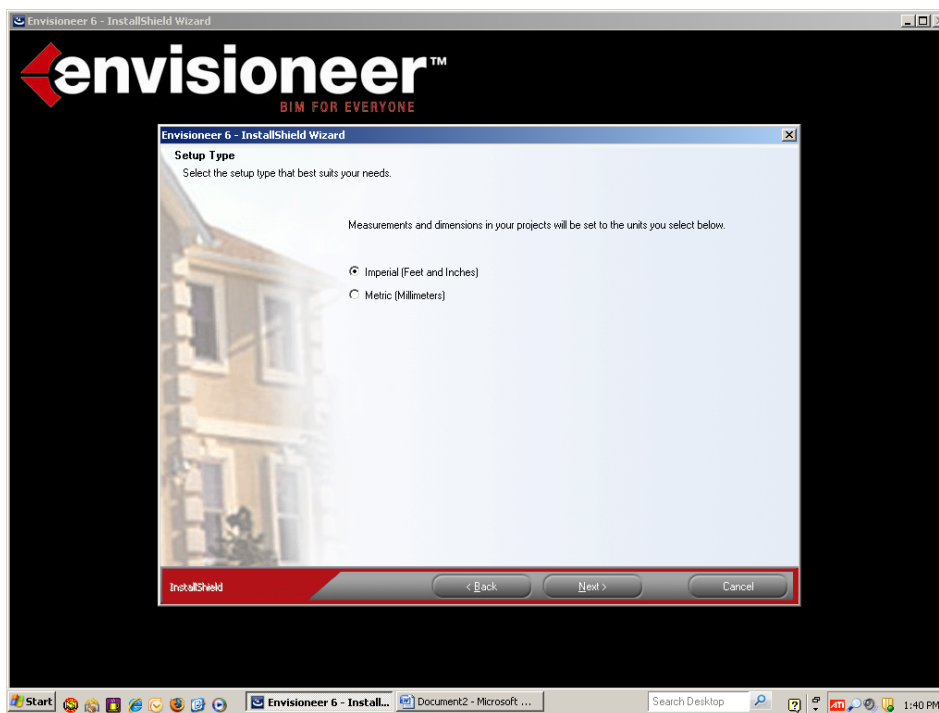 Envisioneer 6 - InstallShield Wizard
envisioneer™
BIM FOR EVERYONE
Envisioneer 6 - InstallShield Wizard
Setup Type
Select the setup type that best suits your needs.
Measurements and dimensions in your projects will be set to the units you select below.
Imperial (Feet and Inches)
Metric (Millimeters)
InstallShield
< Back
Next >
Cancel
Start
Envisioneer 6 - Install...
Document2 - Microsoft ...
Search Desktop
ATI
1:40 PM